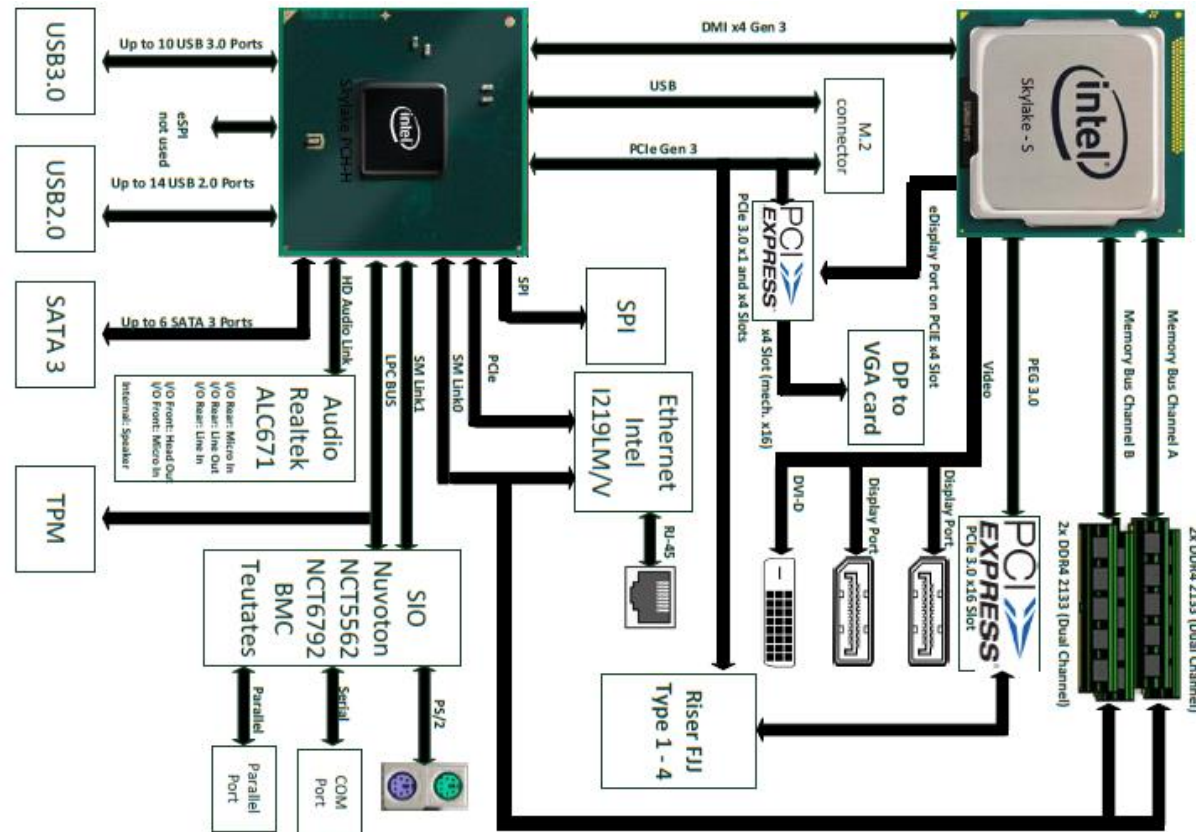 USB3.0
Up to 10 USB 3.0 Ports
eSPI
not used
USB2.0
Up to 14 USB 2.0 Ports
SATA 3
Up to 6 SATA 3 Ports
TPM
intel
Skylake PCH-H
DMI x4 Gen 3
USB
PCIe Gen 3
M.2
connector
intel
Skylake - S
PCI
EXPRESS®
PCIe 3.0 x1 and x4 Slots
x4 Slot (mech. x16)
eDisplay Port on PCIE x4 Slot
DP to
VGA card
Video
PEG 3.0
Memory Bus Channel B
Memory Bus Channel A
HD Audio Link
LPC BUS
SM Link1
SM Link0
PCIe
SPI
SPI
Audio
Realtek
ALC671
I/O Rear: Micro In
I/O Rear: Line Out
I/O Rear: Line In
I/O Front: Head Out
I/O Front: Micro In
Internal: Speaker
Ethernet
Intel
I219LM/V
RJ-45
DVI-D
Display Port
Display Port
PCI
EXPRESS®
PCIe 3.0 x16 Slot
2x DDR4 2133 (Dual Channel)
2x DDR4 2133 (Dual Channel)
SIO
Nuvoton
NCT5562
NCT6792
BMC
Teutates
Parallel
Serial
PS/2
Parallel
Port
COM
Port
Riser FJJ
Type 1 - 4